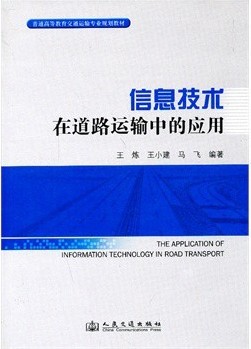 普通高等教育交通运输专业规划教材
信息技术
在道路运输中的应用
王 炼 王小建 马 飞 编著
THE APPLICATION OF
INFORMATION TECHNOLOGY IN ROAD TRANSPORT
人民交通出版社
China Communications Press